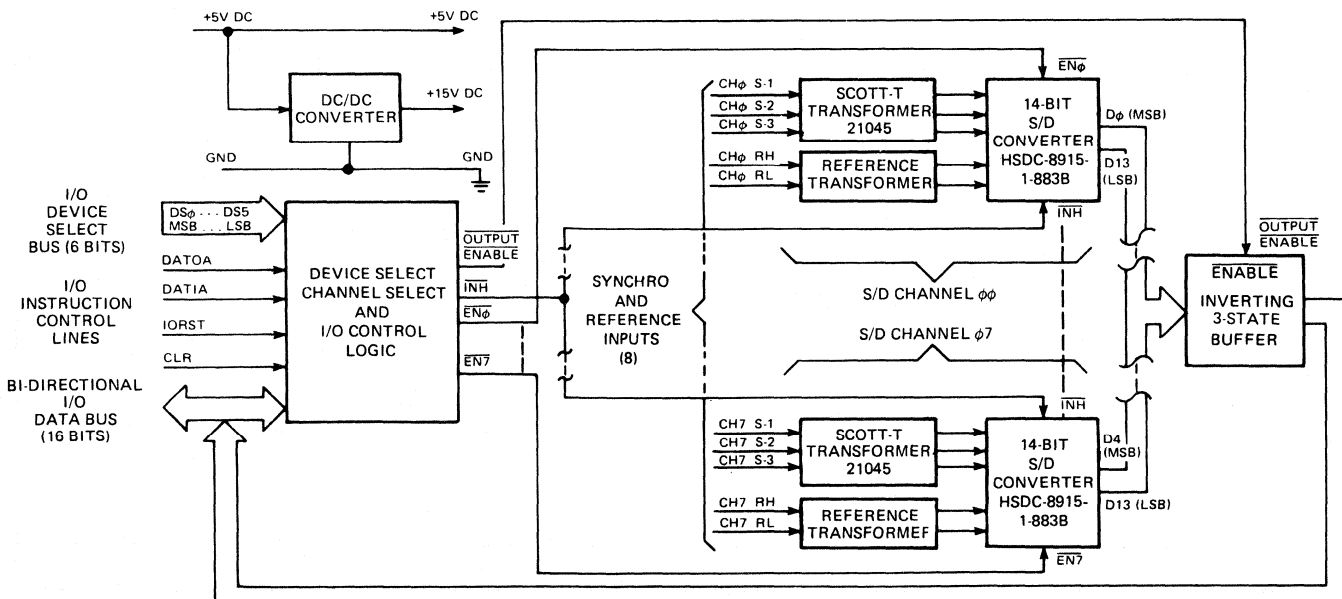 +5V DC
+5V DC
DC/DC
CONVERTER
+15V DC
GND
GND
I/O
DEVICE
SELECT
BUS (6 BITS)
DSφ . . . DS5
MSB . . . LSB
I/O
INSTRUCTION
CONTROL
LINES
DATOA
DATIA
IORST
CLR
BI-DIRECTIONAL
I/O
DATA BUS
(16 BITS)
DEVICE SELECT
CHANNEL SELECT
AND
I/O CONTROL
LOGIC
OUTPUT
ENABLE
INH
ENφ
EN7
SYNCHRO
AND
REFERENCE
INPUTS
(8)
CHφ S-1
CHφ S-2
CHφ S-3
CHφ RH
CHφ RL
SCOTT-T
TRANSFORMER
21045
REFERENCE
TRANSFORMER
ENφ
14-BIT
S/D
CONVERTER
HSDC-8915-
1-883B
INH
Dφ (MSB)
D13
(LSB)
S/D CHANNEL φφ
S/D CHANNEL φ7
CH7 S-1
CH7 S-2
CH7 S-3
CH7 RH
CH7 RL
SCOTT-T
TRANSFORMER
21045
REFERENCE
TRANSFORMER
INH
14-BIT
S/D
CONVERTER
HSDC-8915-
1-883B
EN7
D4
(MSB)
D13 (LSB)
OUTPUT
ENABLE
ENABLE
INVERTING
3-STATE
BUFFER